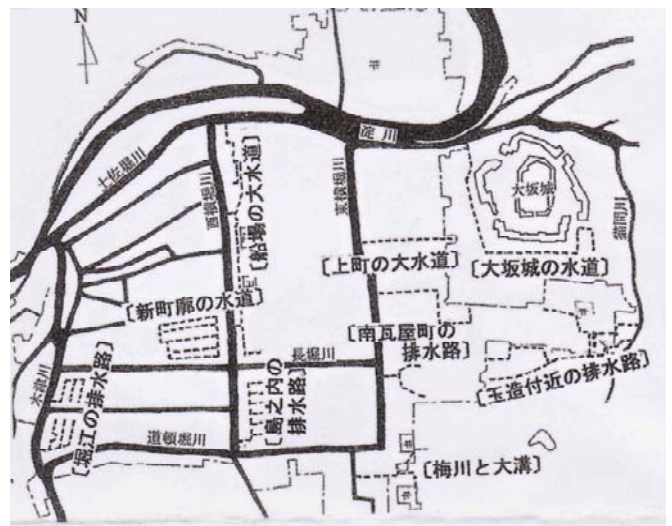 N
淀川
土佐堀川
西横堀川
〔船場の大水道〕
東横堀川
大坂城
猫間川
〔上町の大水道〕
〔大坂城の水道〕
〔新町廓の水道〕
〔南瓦屋町の
排水路〕
長堀川
〔玉造付近の排水路〕
木津川
〔堀江の排水路〕
〔島之内の
排水路〕
道頓堀川
〔梅川と大溝〕